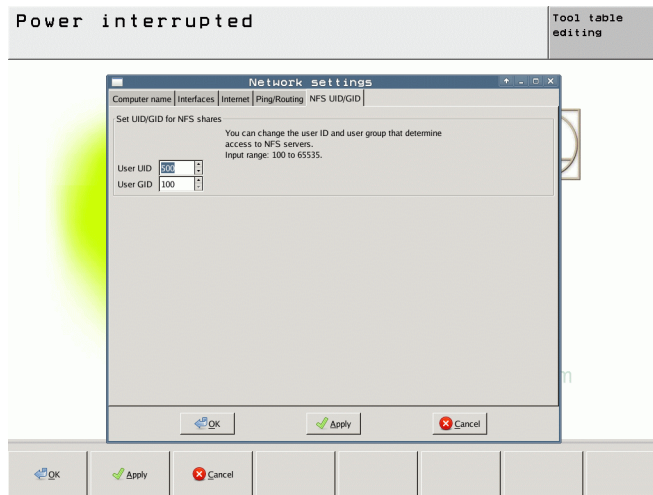 Power interrupted
Tool table
editing
Network settings
Computer name Interfaces Internet Ping/Routing NFS UID/GID
Set UID/GID for NFS shares
You can change the user ID and user group that determine
access to NFS servers.
Input range: 100 to 65535.
User UID 500
User GID 100
OK Apply Cancel
m
OK Apply Cancel